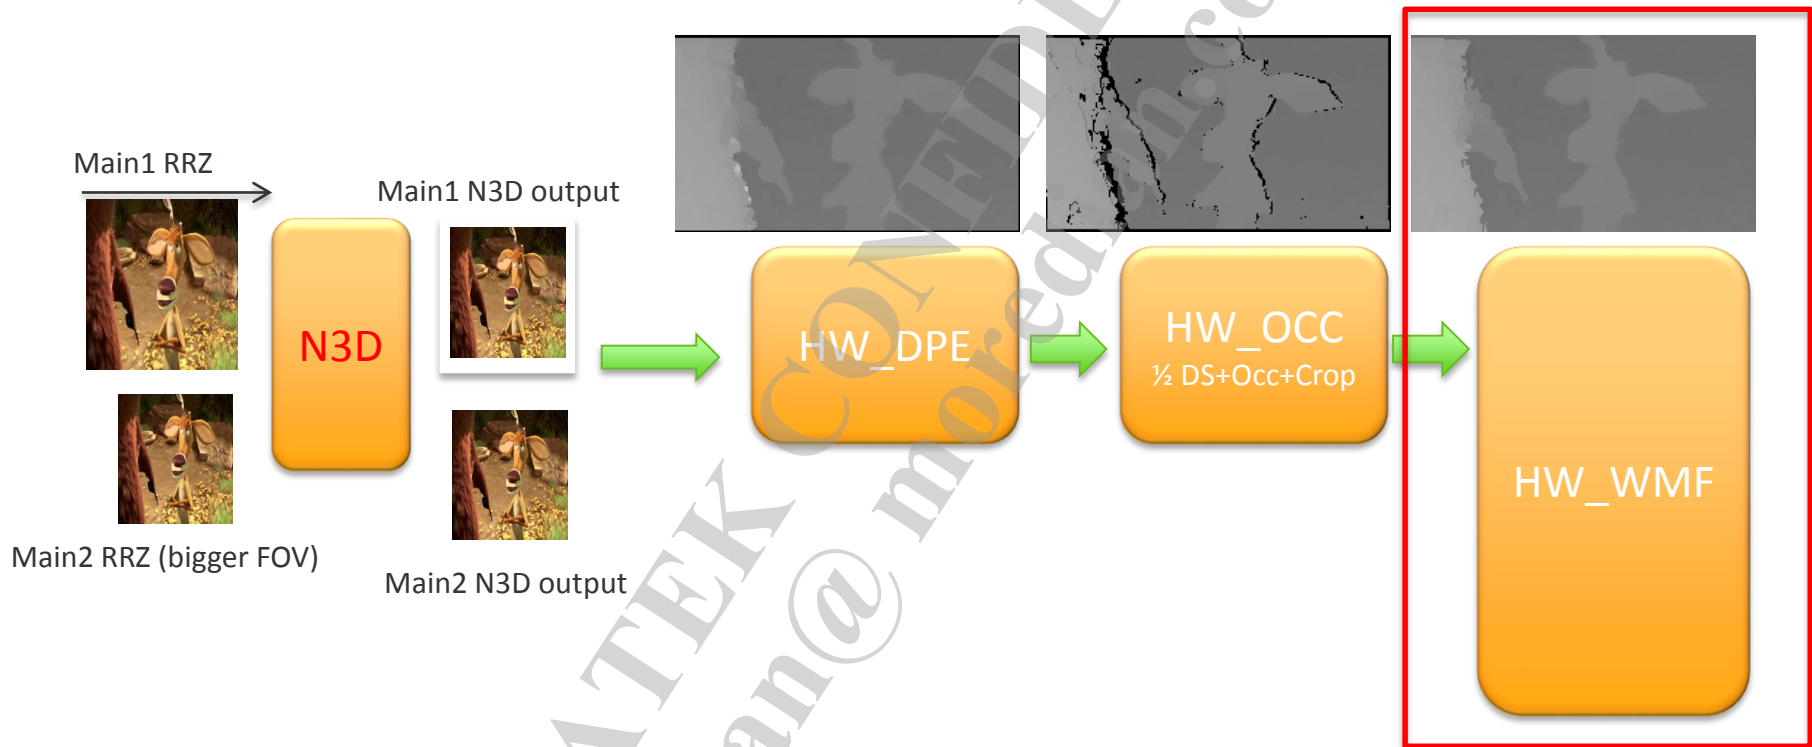 Main1 RRZ
Main1 N3D output
N3D
HW_DPE
HW_OCC
½ DS+Occ+Crop
HW_WMF
Main2 RRZ (bigger FOV)
Main2 N3D output